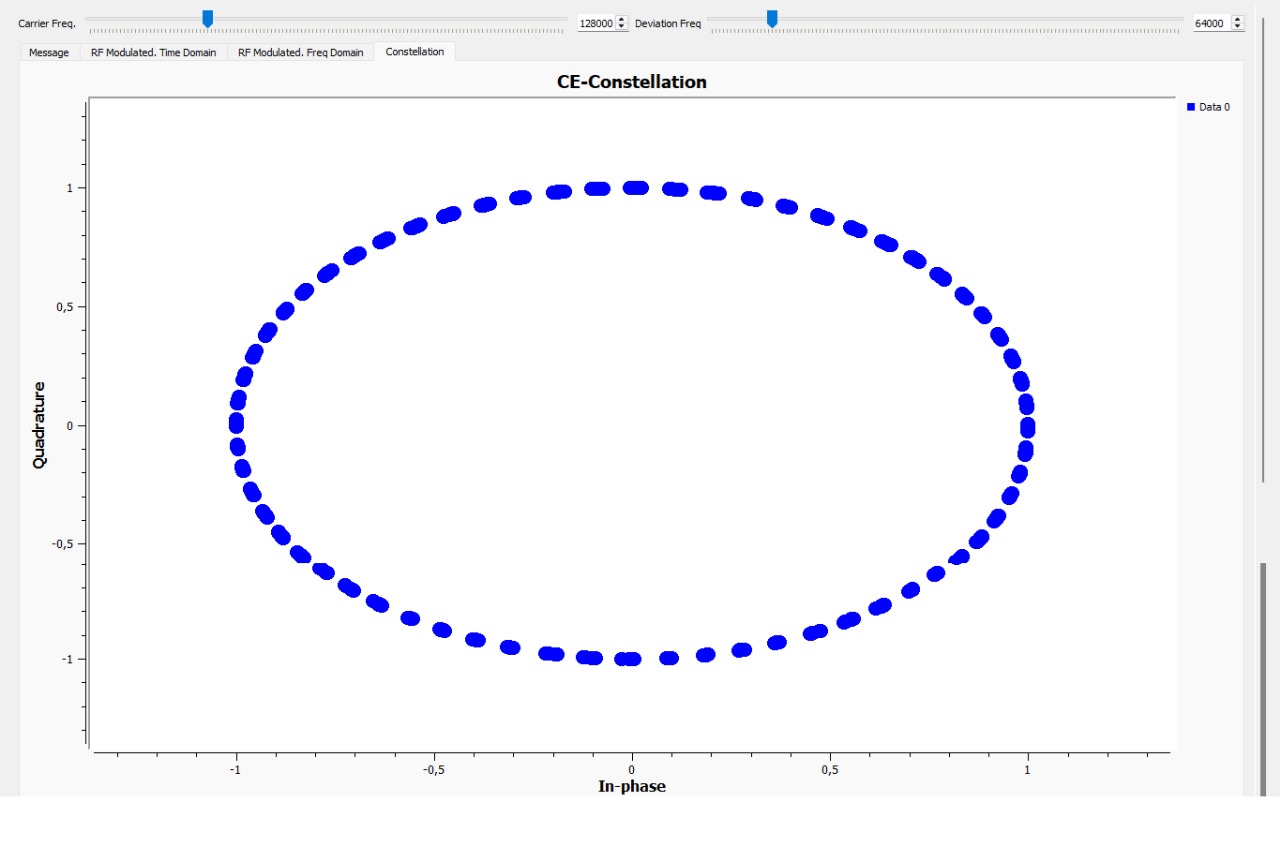 Carrier Freq. 128000 Deviation Freq 64000
Message RF Modulated. Time Domain RF Modulated. Freq Domain Constellation
CE-Constellation
Data 0
1
0,5
0
-0,5
-1
Quadrature
-1 -0,5 0 0,5 1
In-phase